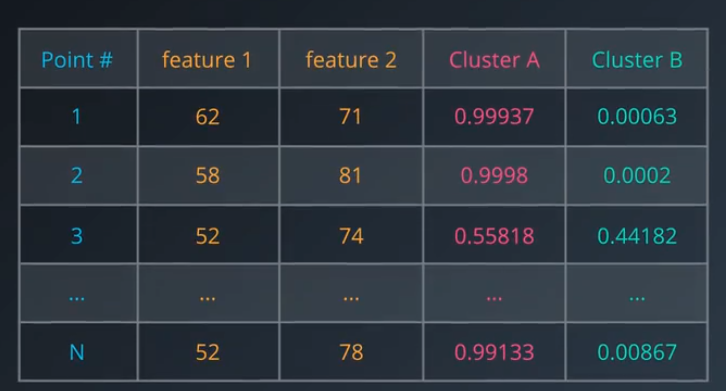 Point # feature 1 feature 2 Cluster A Cluster B
1 62 71 0.99937 0.00063
2 58 81 0.9998 0.0002
3 52 74 0.55818 0.44182
... ... ... ... ...
N 52 78 0.99133 0.00867